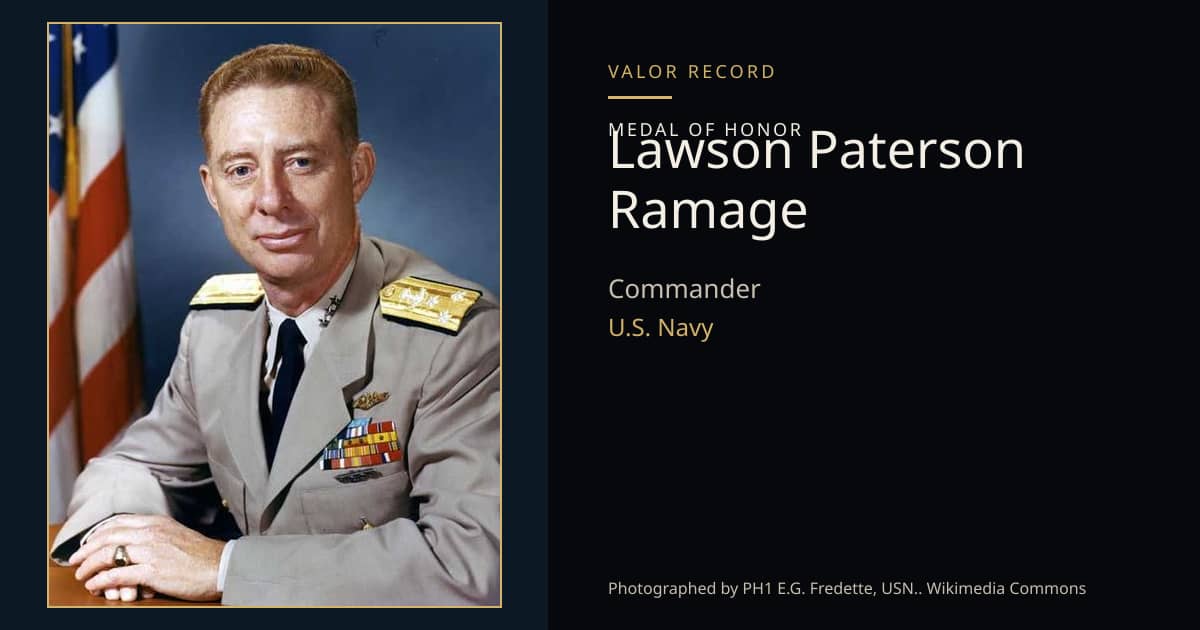 VALOR RECORD
MEDAL OF HONOR
Lawson Paterson
Ramage
Commander
U.S. Navy
Photographed by PH1 E.G. Fredette, USN.. Wikimedia Commons